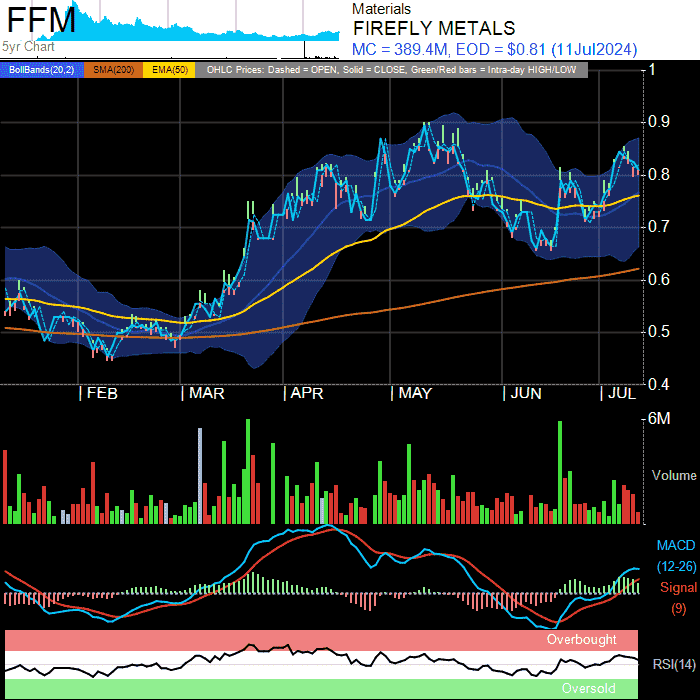 FFM
5yr Chart
Materials
FIREFLY METALS
MC = 389.4M, EOD = $0.81 (11Jul2024)
BollBands(20,2) SMA(200) EMA(50) OHLC Prices: Dashed = OPEN, Solid = CLOSE, Green/Red bars = Intra-day HIGH/LOW
1
0.9
0.8
0.7
0.6
0.5
0.4
| FEB | MAR | APR | MAY | JUN | JUL
6M
Volume
MACD
(12-26)
Signal
(9)
Overbought
RSI(14)
Oversold